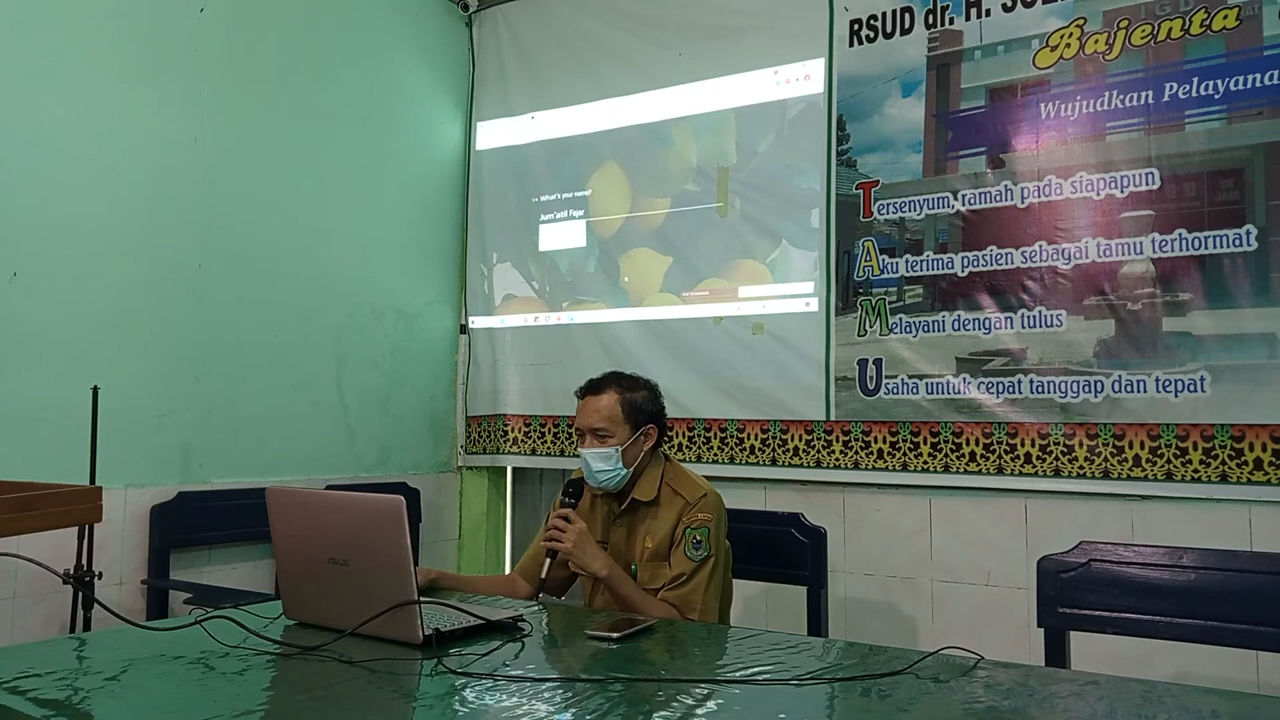 RSUD dr. H.
IGD
Bajenta
Wujudkan Pelayana
Tersenyum, ramah pada siapapun
Aku terima pasien sebagai tamu terhormat
Melayani dengan tulus
Usaha untuk cepat tanggap dan tepat
What's your name?
Jum'atil Fajar
ASUS